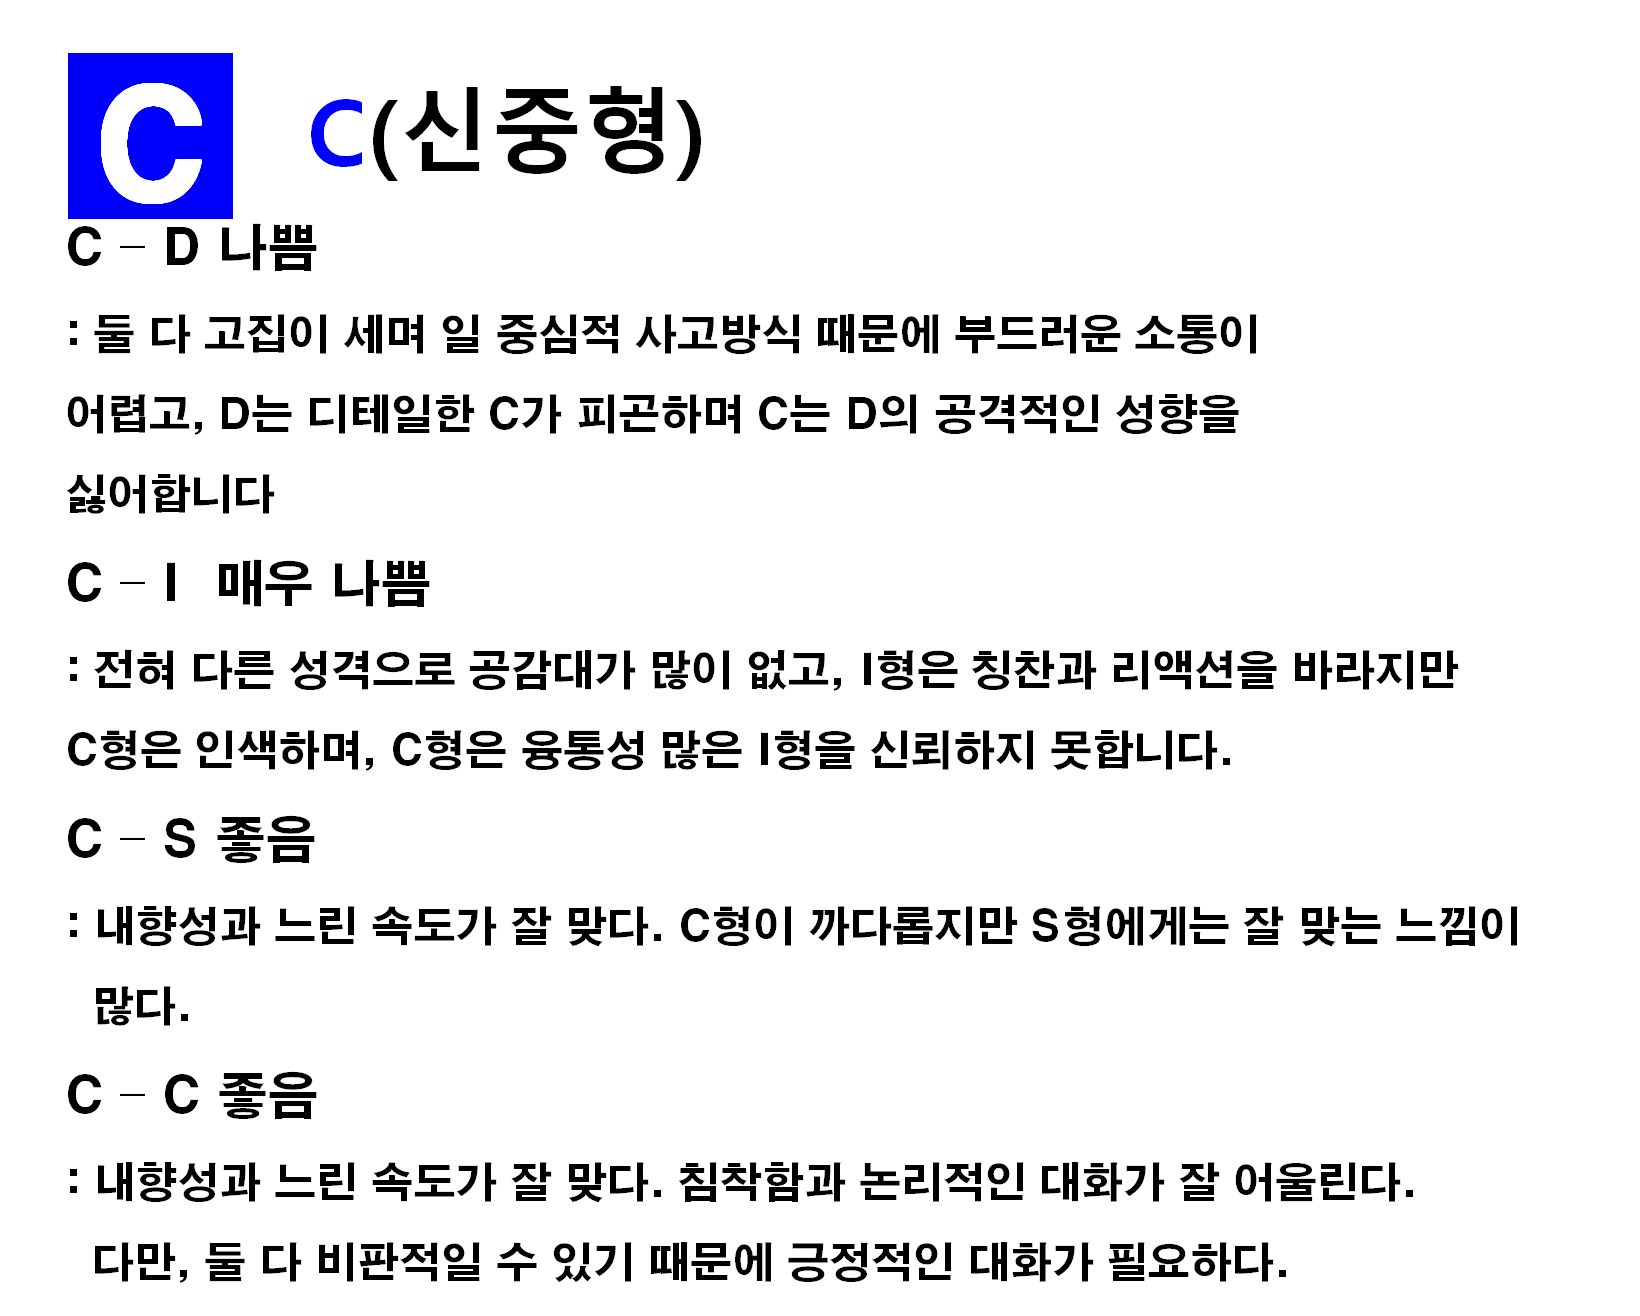 C
C(신중형)
C – D 나쁨
: 둘 다 고집이 세며 일 중심적 사고방식 때문에 부드러운 소통이
어렵고, D는 디테일한 C가 피곤하며 C는 D의 공격적인 성향을
싫어합니다
C – I 매우 나쁨
: 전혀 다른 성격으로 공감대가 많이 없고, I형은 칭찬과 리액션을 바라지만
C형은 인색하며, C형은 융통성 많은 I형을 신뢰하지 못합니다.
C – S 좋음
: 내향성과 느린 속도가 잘 맞다. C형이 까다롭지만 S형에게는 잘 맞는 느낌이
많다.
C – C 좋음
: 내향성과 느린 속도가 잘 맞다. 침착함과 논리적인 대화가 잘 어울린다.
다만, 둘 다 비판적일 수 있기 때문에 긍정적인 대화가 필요하다.